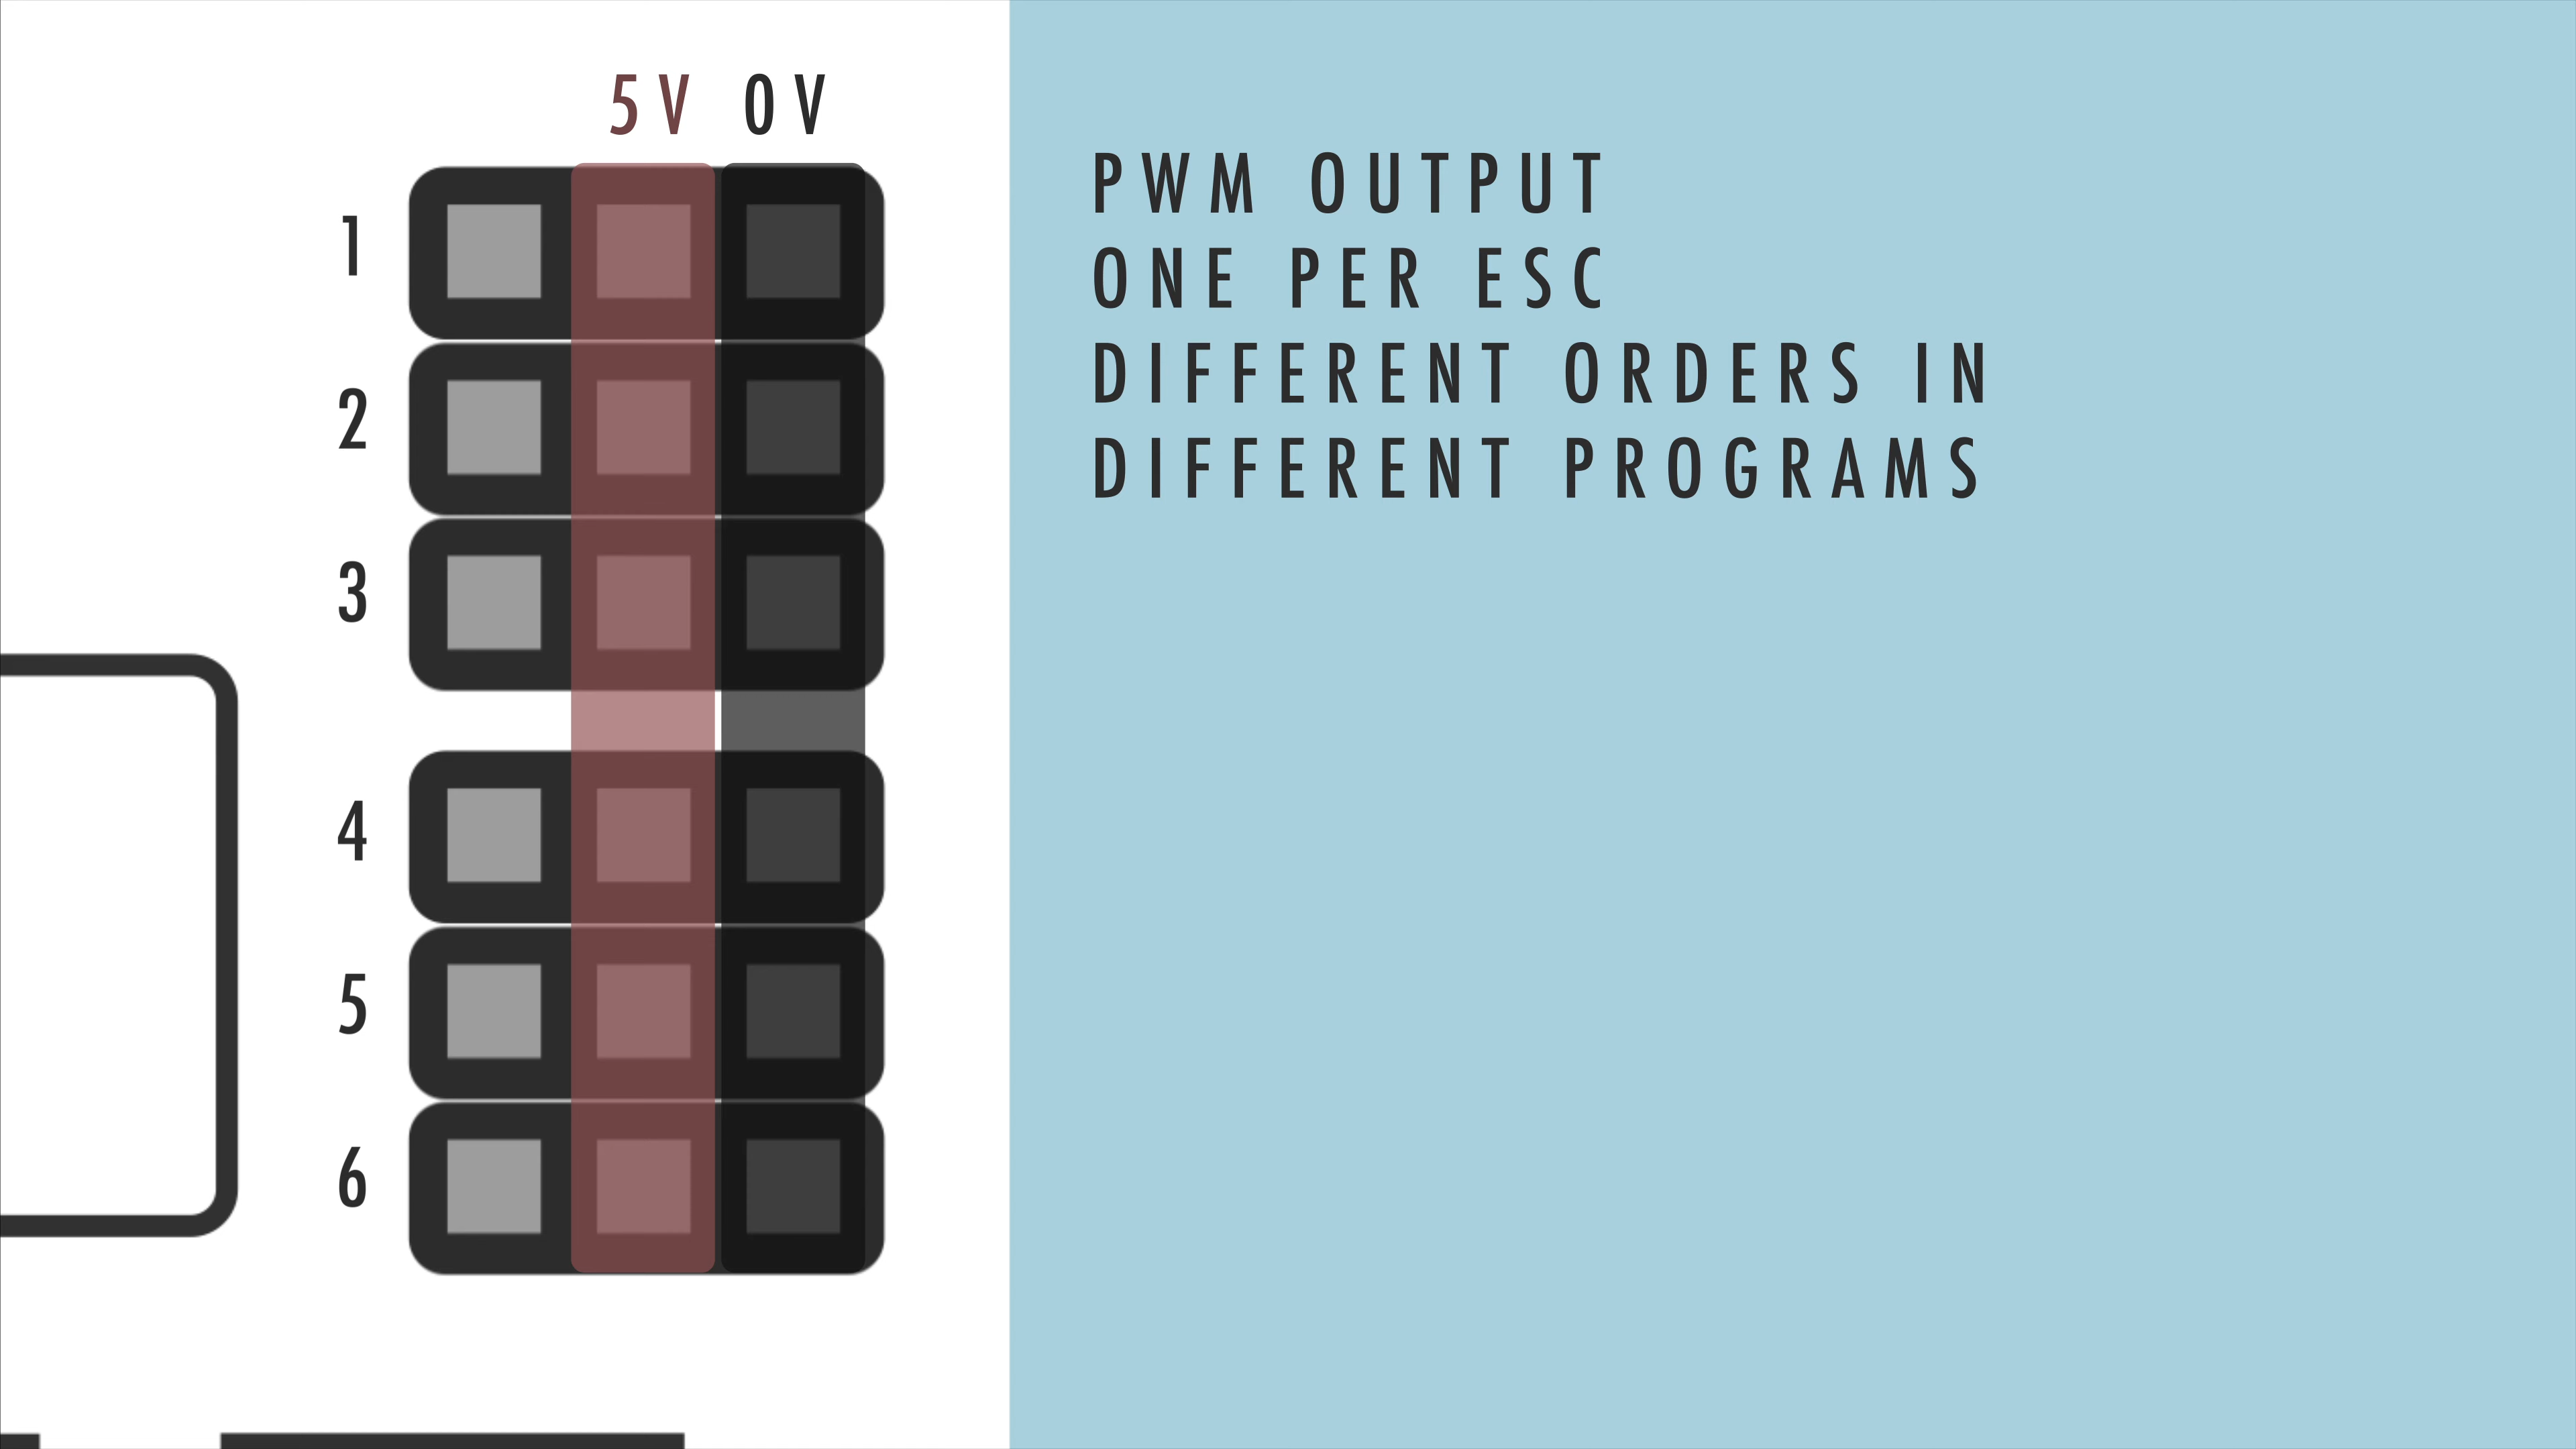 5V 0V
1
2
3
4
5
6
PWM OUTPUT
ONE PER ESC
DIFFERENT ORDERS IN
DIFFERENT PROGRAMS